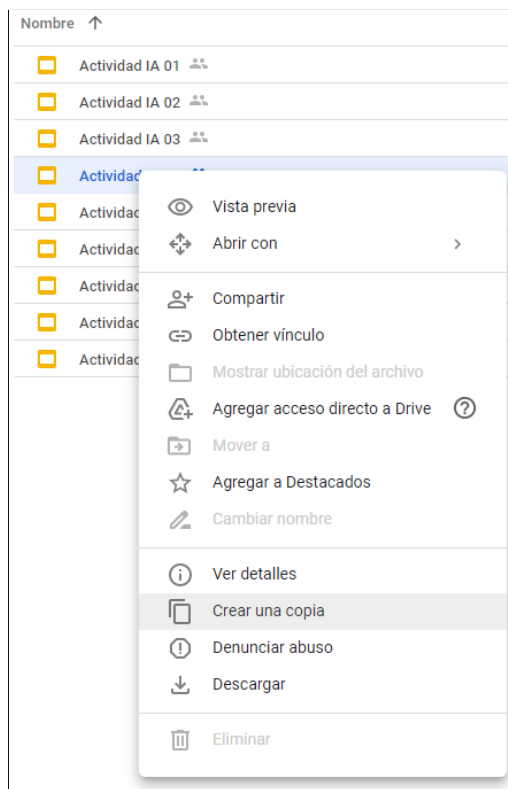 Nombre
Actividad IA 01
Actividad IA 02
Actividad IA 03
Actividad
Vista previa
Actividad
Abrir con
Actividad
Actividad
Compartir
Actividad
Obtener vínculo
Actividad
Mostrar ubicación del archivo
Agregar acceso directo a Drive
Mover a
Agregar a Destacados
Cambiar nombre
Ver detalles
Crear una copia
Denunciar abuso
Descargar
Eliminar